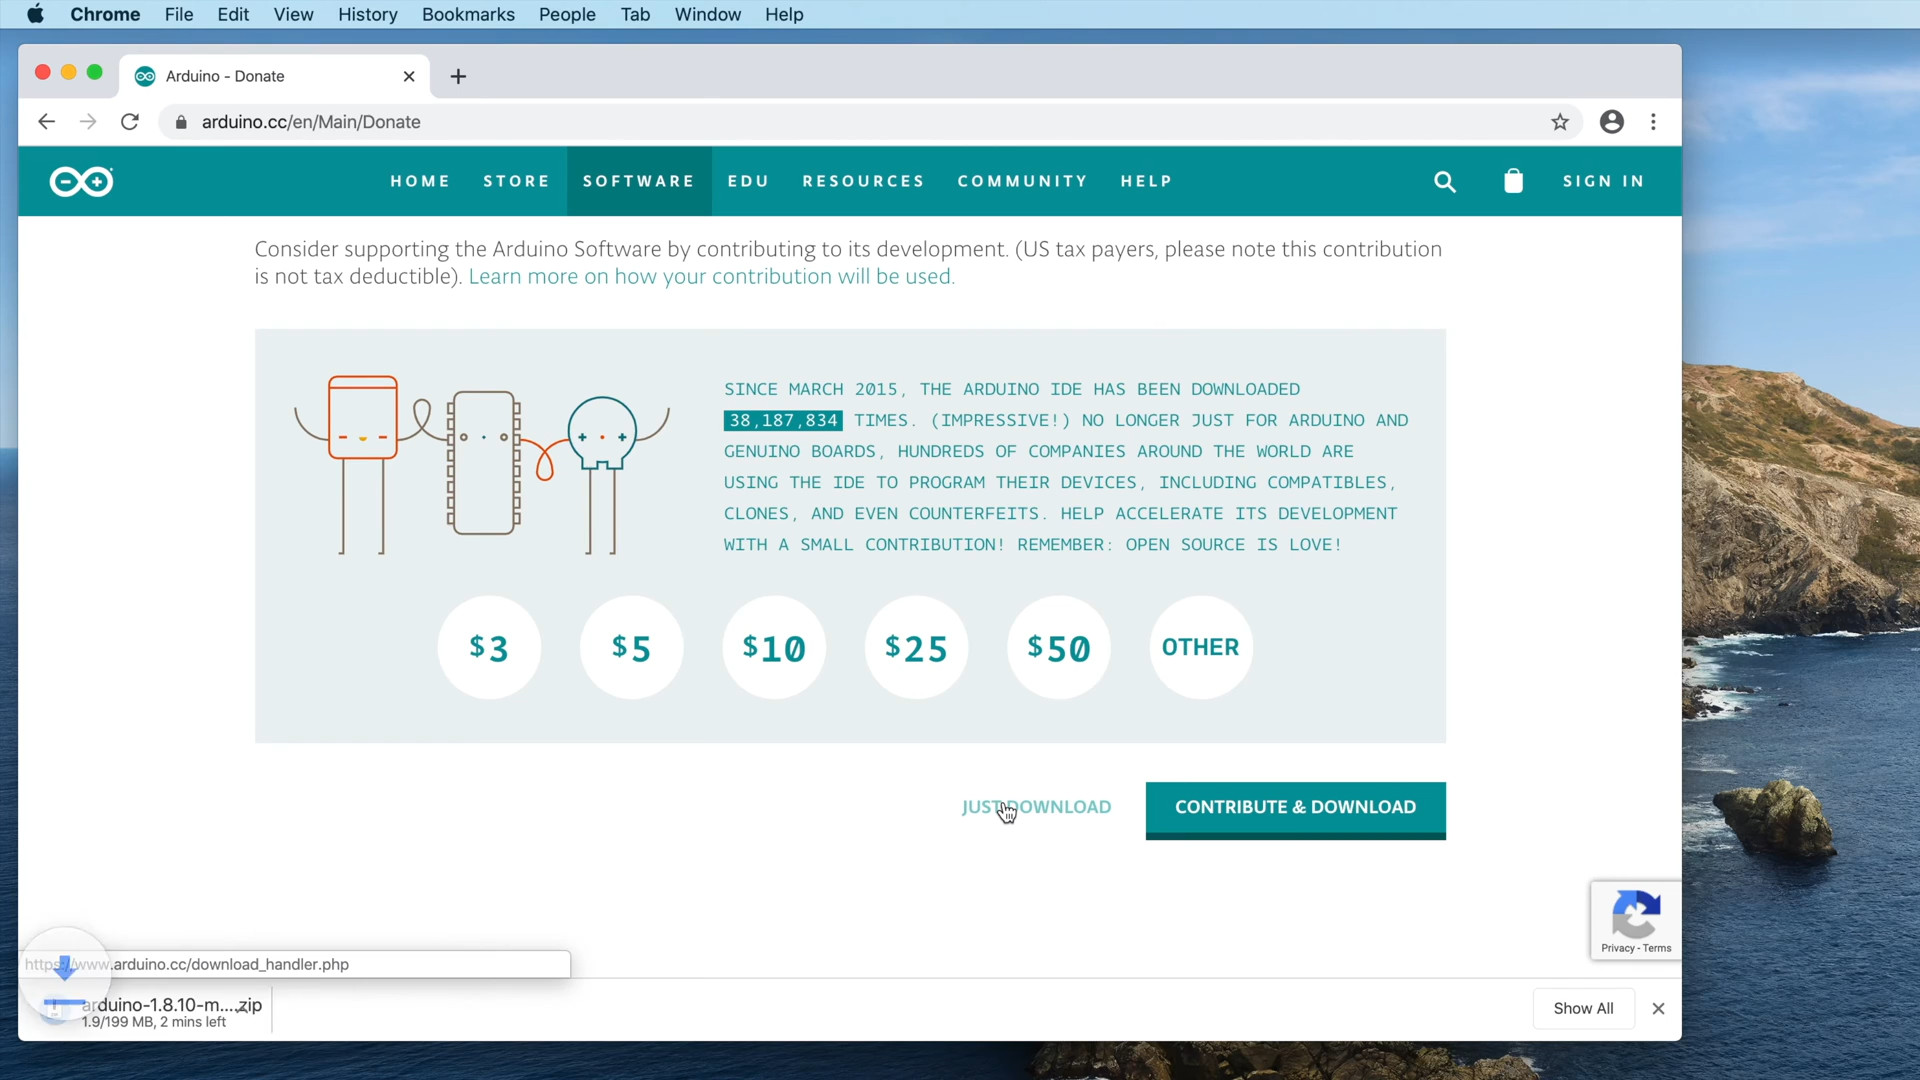 Chrome File Edit View History Bookmarks People Tab Window Help
Arduino - Donate
arduino.cc/en/Main/Donate
HOME STORE SOFTWARE EDU RESOURCES COMMUNITY HELP SIGN IN
Consider supporting the Arduino Software by contributing to its development. (US tax payers, please note this contribution
is not tax deductible). Learn more on how your contribution will be used.
SINCE MARCH 2015, THE ARDUINO IDE HAS BEEN DOWNLOADED
38,187,834 TIMES. (IMPRESSIVE!) NO LONGER JUST FOR ARDUINO AND
GENUINO BOARDS, HUNDREDS OF COMPANIES AROUND THE WORLD ARE
USING THE IDE TO PROGRAM THEIR DEVICES, INCLUDING COMPATIBLES,
CLONES, AND EVEN COUNTERFEITS. HELP ACCELERATE ITS DEVELOPMENT
WITH A SMALL CONTRIBUTION! REMEMBER: OPEN SOURCE IS LOVE!
$3 $5 $10 $25 $50 OTHER
JUST DOWNLOAD CONTRIBUTE & DOWNLOAD
Privacy - Terms
https://www.arduino.cc/download_handler.php
arduino-1.8.10-m....zip
1.9/199 MB, 2 mins left
Show All